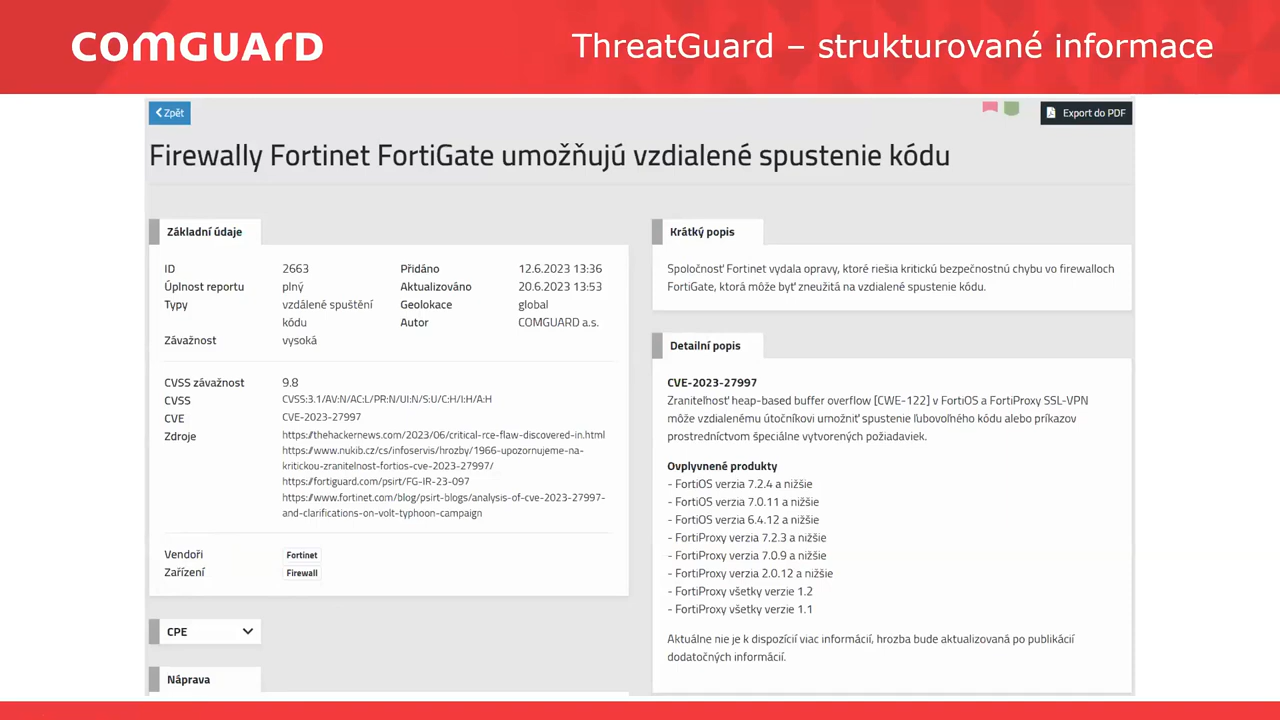 COMGUARD
ThreatGuard – strukturované informace
Zpět
Export do PDF
Firewally Fortinet FortiGate umožňujú vzdialené spustenie kódu
Základní údaje
ID 2663 Přidáno 12.6.2023 13:36
Úplnost reportu plný Aktualizováno 20.6.2023 13:53
Typy vzdálené spuštění Geolokace global
kódu Autor COMGUARD a.s.
Závažnost vysoká
CVSS závažnost 9.8
CVSS CVSS:3.1/AV:N/AC:L/PR:N/UI:N/S:U/C:H/I:H/A:H
CVE CVE-2023-27997
Zdroje https://thehackernews.com/2023/06/critical-rce-flaw-discovered-in.html
https://www.nukib.cz/cs/infoservis/hrozby/1966-upozornujeme-na-
kritickou-zranitelnost-fortios-cve-2023-27997/
https://fortiguard.com/psirt/FG-IR-23-097
https://www.fortinet.com/blog/psirt-blogs/analysis-of-cve-2023-27997-
and-clarifications-on-volt-typhoon-campaign
Vendoři Fortinet
Zařízení Firewall
CPE
Náprava
Krátký popis
Spoločnosť Fortinet vydala opravy, ktoré riešia kritickú bezpečnostnú chybu vo firewalloch
FortiGate, ktorá môže byť zneužitá na vzdialené spustenie kódu.
Detailní popis
CVE-2023-27997
Zraniteľnosť heap-based buffer overflow [CWE-122] v FortiOS a FortiProxy SSL-VPN
môže vzdialenému útočníkovi umožniť spustenie ľubovoľného kódu alebo príkazov
prostredníctvom špeciálne vytvorených požiadaviek.
Ovplyvnené produkty
- FortiOS verzia 7.2.4 a nižšie
- FortiOS verzia 7.0.11 a nižšie
- FortiOS verzia 6.4.12 a nižšie
- FortiProxy verzia 7.2.3 a nižšie
- FortiProxy verzia 7.0.9 a nižšie
- FortiProxy verzia 2.0.12 a nižšie
- FortiProxy všetky verzie 1.2
- FortiProxy všetky verzie 1.1
Aktuálne nie je k dispozícií viac informácií, hrozba bude aktualizovaná po publikácií
dodatočných informácií.